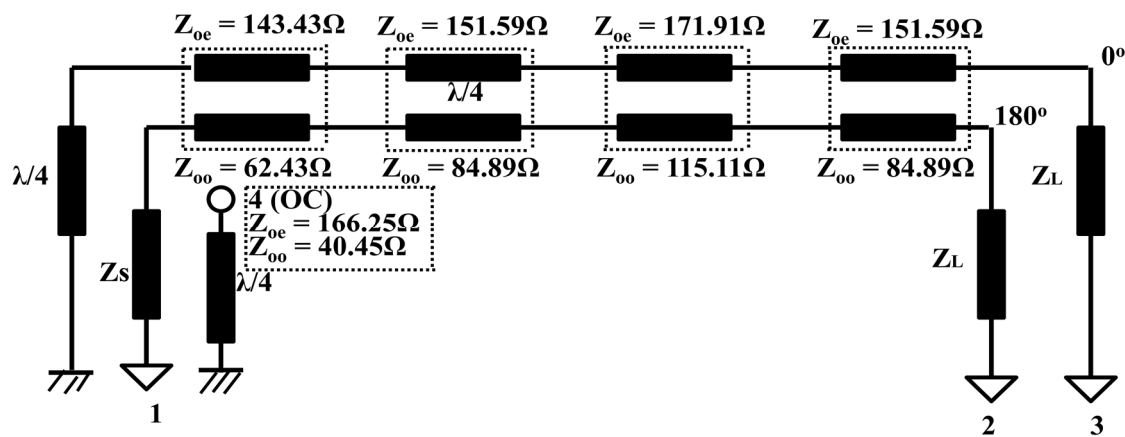 Zoe = 143.43Ω
Zoe = 151.59Ω
Zoe = 171.91Ω
Zoe = 151.59Ω
0º
λ/4
180º
Zoo = 62.43Ω
Zoo = 84.89Ω
Zoo = 115.11Ω
Zoo = 84.89Ω
λ/4
4 (OC)
Zoe = 166.25Ω
Zoo = 40.45Ω
Zs
λ/4
ZL
ZL
1
2
3